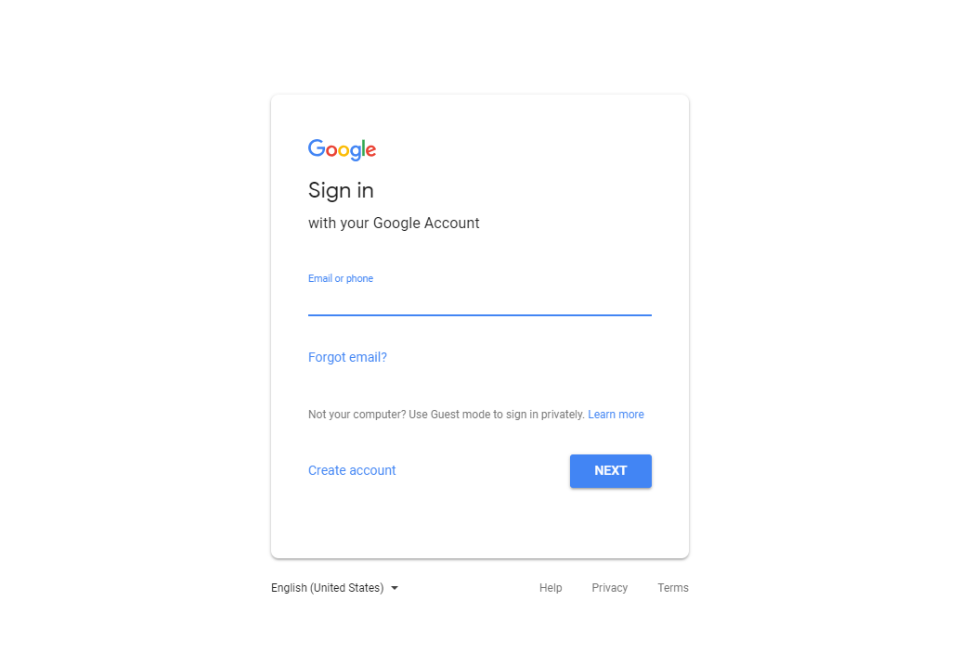 Google
Sign in
with your Google Account
Email or phone
Forgot email?
Not your computer? Use Guest mode to sign in privately. Learn more
Create account NEXT
English (United States) Help Privacy Terms